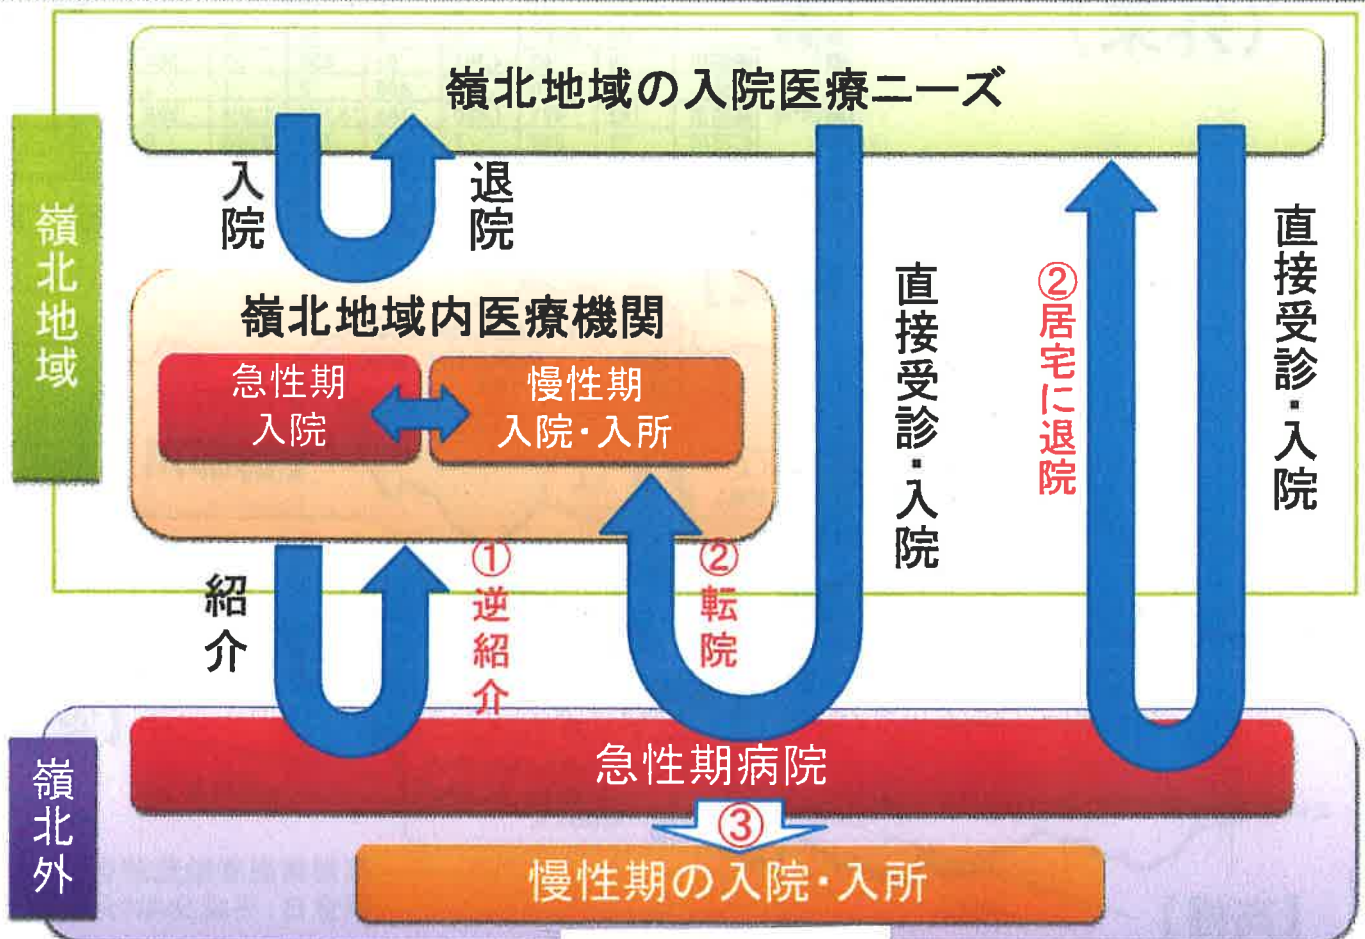 嶺北地域の入院医療ニーズ
嶺北地域
入院
退院
嶺北地域内医療機関
急性期
入院
慢性期
入院・入所
直接受診・入院
②居宅に退院
直接受診・入院
紹介
①逆紹介
②転院
嶺北外
急性期病院
③
慢性期の入院・入所